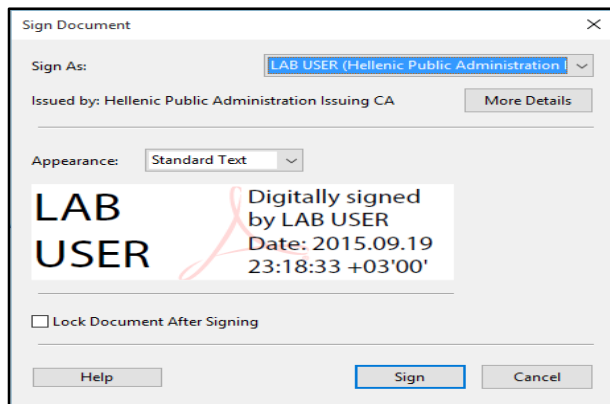 Sign Document
Sign As: LAB USER (Hellenic Public Administration I
Issued by: Hellenic Public Administration Issuing CA More Details
Appearance: Standard Text
LAB
USER
Digitally signed
by LAB USER
Date: 2015.09.19
23:18:33 +03'00'
Lock Document After Signing
Help Sign Cancel